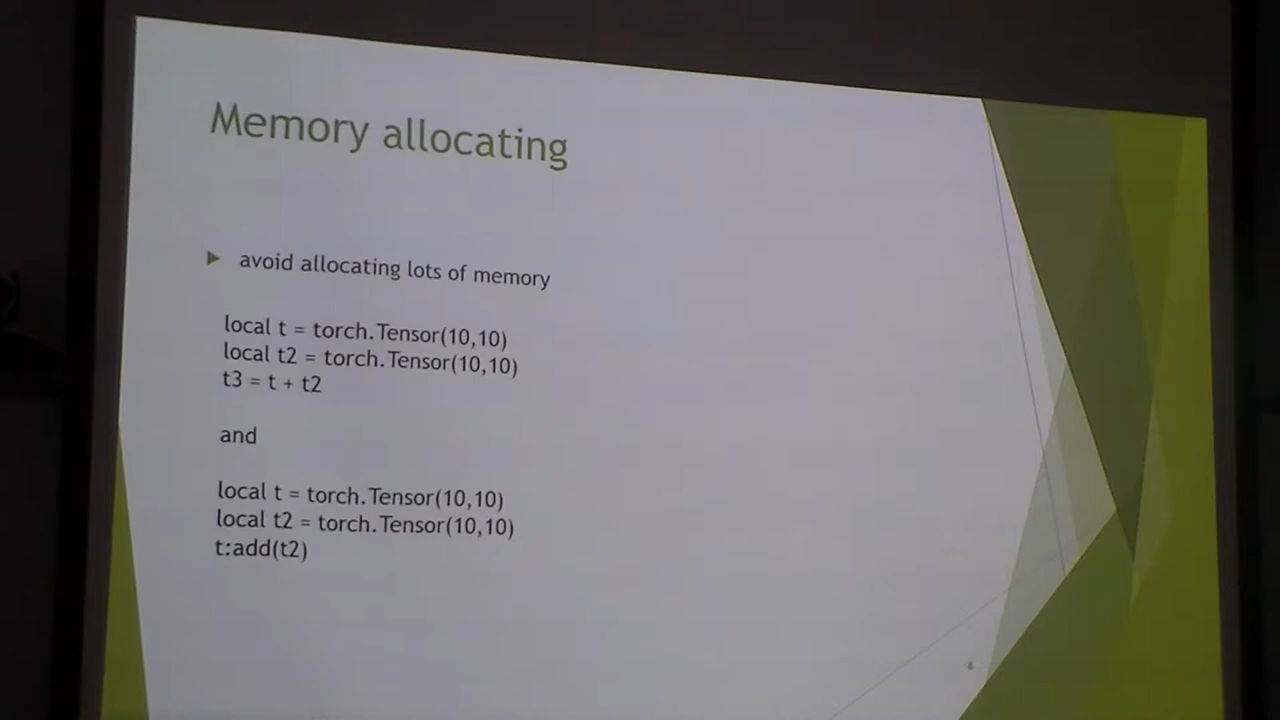 Memory allocating
avoid allocating lots of memory
local t = torch.Tensor(10,10)
local t2 = torch.Tensor(10,10)
t3 = t + t2
and
local t = torch.Tensor(10,10)
local t2 = torch.Tensor(10,10)
t:add(t2)